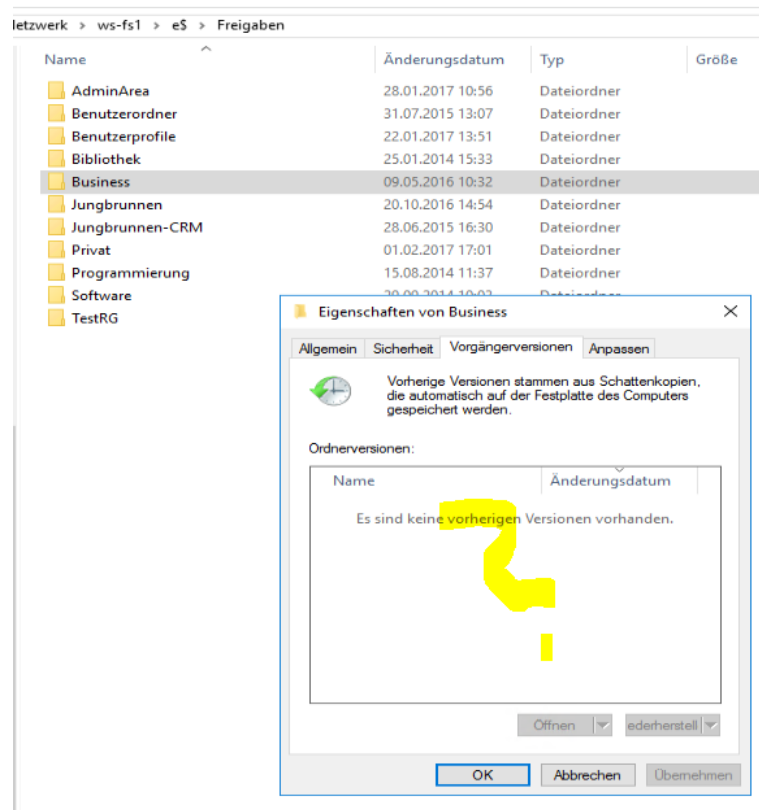 letzwerk > ws-fs1 > e$ > Freigaben
Name Änderungsdatum Typ Größe
AdminArea 28.01.2017 10:56 Dateiordner
Benutzerordner 31.07.2015 13:07 Dateiordner
Benutzerprofile 22.01.2017 13:51 Dateiordner
Bibliothek 25.01.2014 15:33 Dateiordner
Business 09.05.2016 10:32 Dateiordner
Jungbrunnen 20.10.2016 14:54 Dateiordner
Jungbrunnen-CRM 28.06.2015 16:30 Dateiordner
Privat 01.02.2017 17:01 Dateiordner
Programmierung 15.08.2014 11:37 Dateiordner
Software
TestRG
Eigenschaften von Business
Allgemein Sicherheit Vorgängerversionen Anpassen
Vorherige Versionen stammen aus Schattenkopien,
die automatisch auf der Festplatte des Computers
gespeichert werden.
Ordnerversionen:
Name Änderungsdatum
Es sind keine vorherigen Versionen vorhanden.
?
Öffnen ederherstell
OK Abbrechen Übernehmen